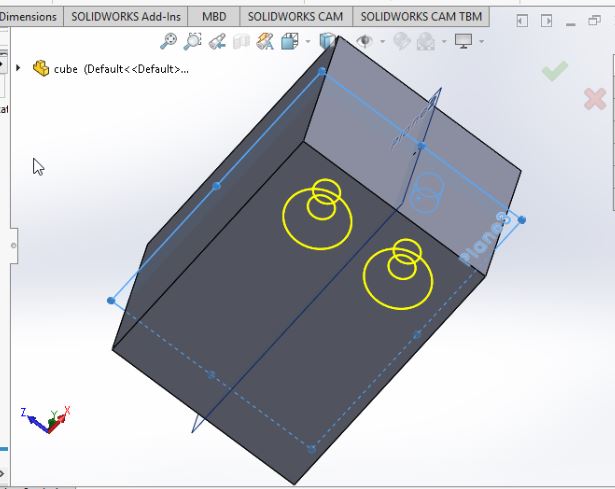 Dimensions SOLIDWORKS Add-Ins MBD SOLIDWORKS CAM SOLIDWORKS CAM TBM
cube (Default<<Default>...
Plane3
Z Y X